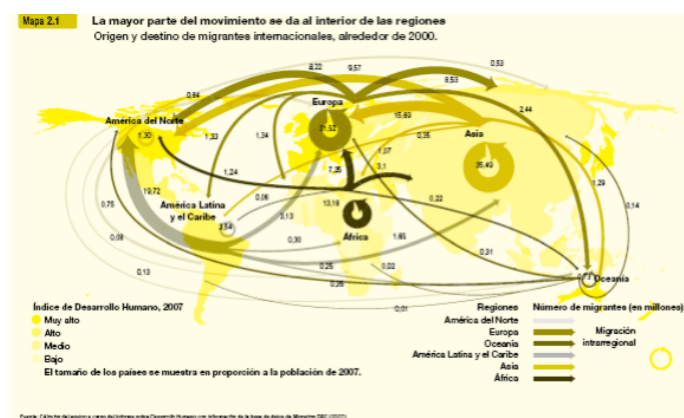 Mapa 2.1
La mayor parte del movimiento se da al interior de las regiones
Origen y destino de migrantes internacionales, alrededor de 2000.
8,22
9,57
0,53
0,64
6,53
Europa
América del Norte
1,30
1,33
1,34
31,52
15,69
2,44
0,35
Asia
1,07
3,1
7,25
35,49
1,24
19,72
0,06
0,75
América Latina
y el Caribe
13,18
0,22
1,29
0,14
3,54
3,13
África
1,65
0,08
0,30
0,31
0,25
0,02
0,13
Oceanía
0,01
Índice de Desarrollo Humano, 2007
Muy alto
Alto
Medio
Bajo
El tamaño de los países se muestra en proporción a la población de 2007.
Regiones
Número de migrantes (en millones)
América del Norte
Europa
Oceanía
América Latina y el Caribe
Asia
África
Migración
intrarregional